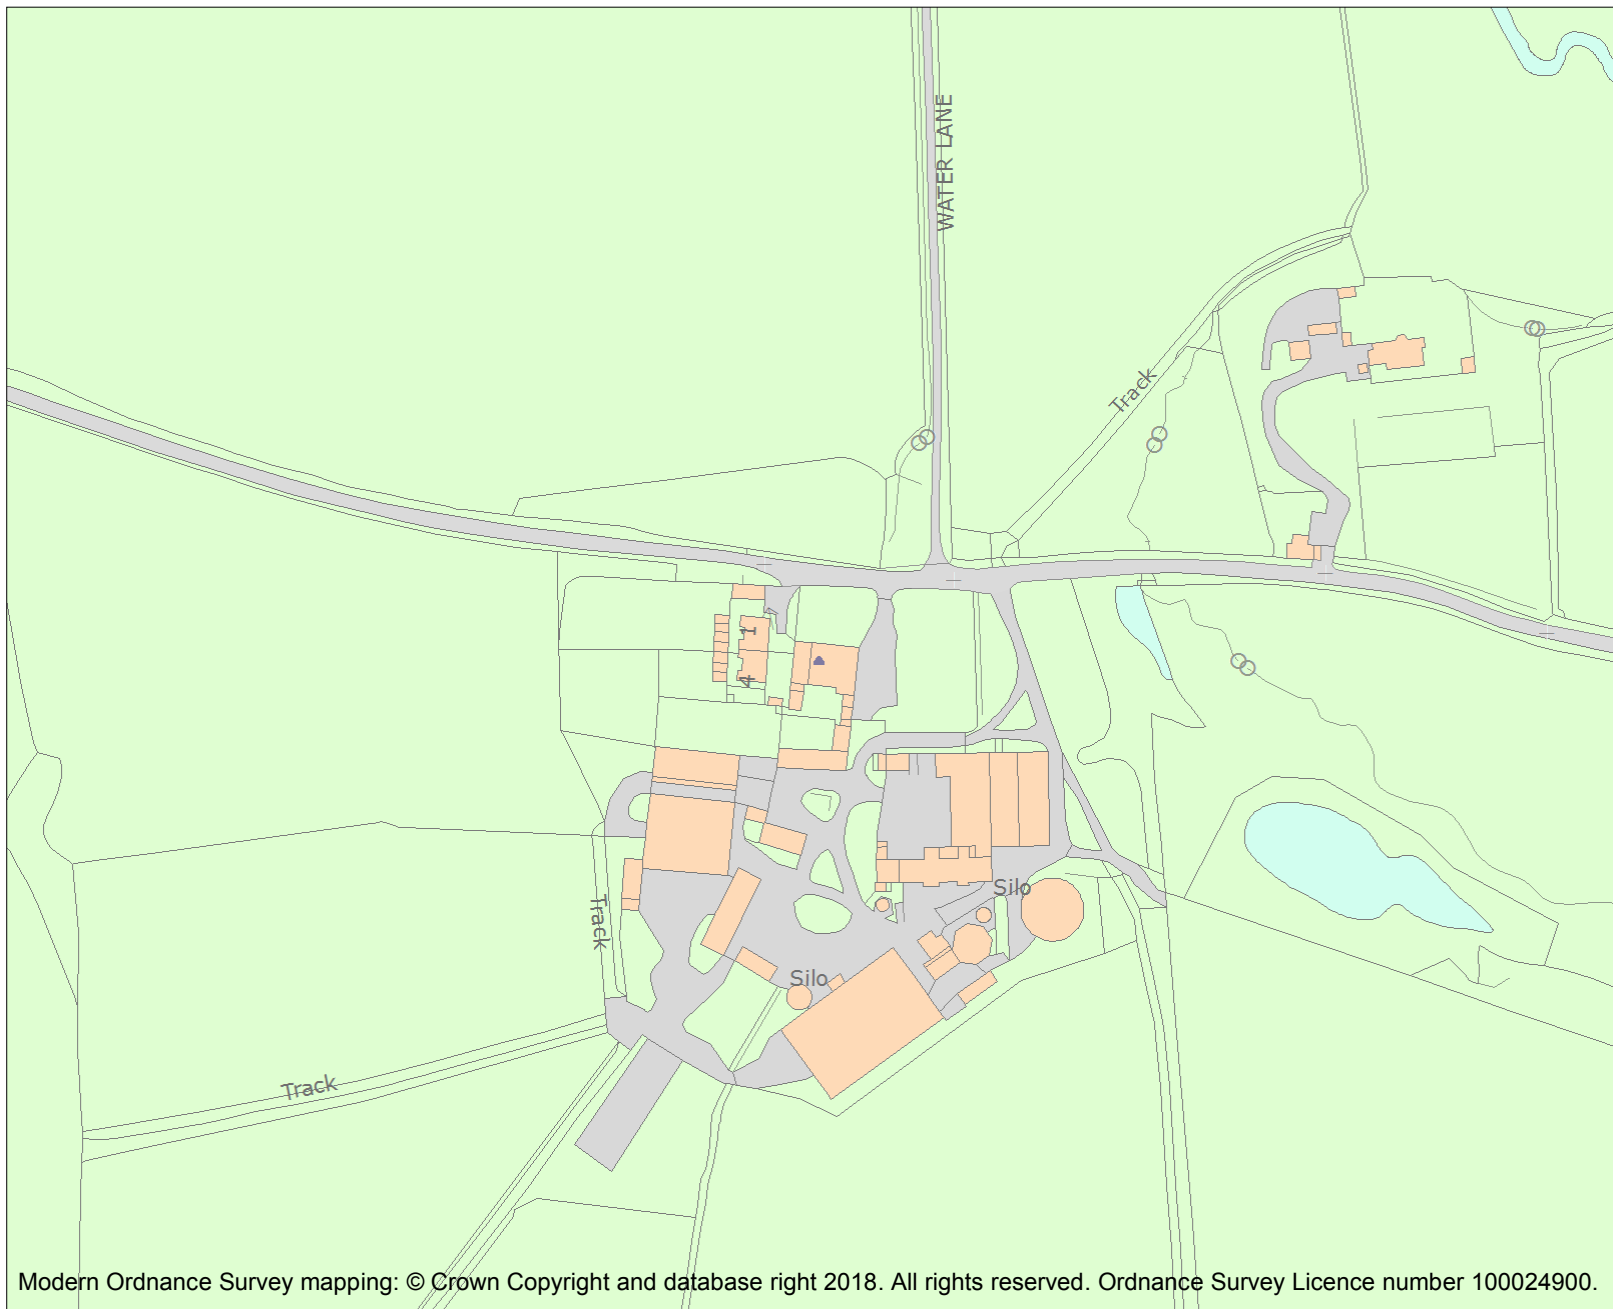 WATER LANE
Track
1
4
Silo
Track
Silo
Track
Modern Ordnance Survey mapping: © Crown Copyright and database right 2018. All rights reserved. Ordnance Survey Licence number 100024900.